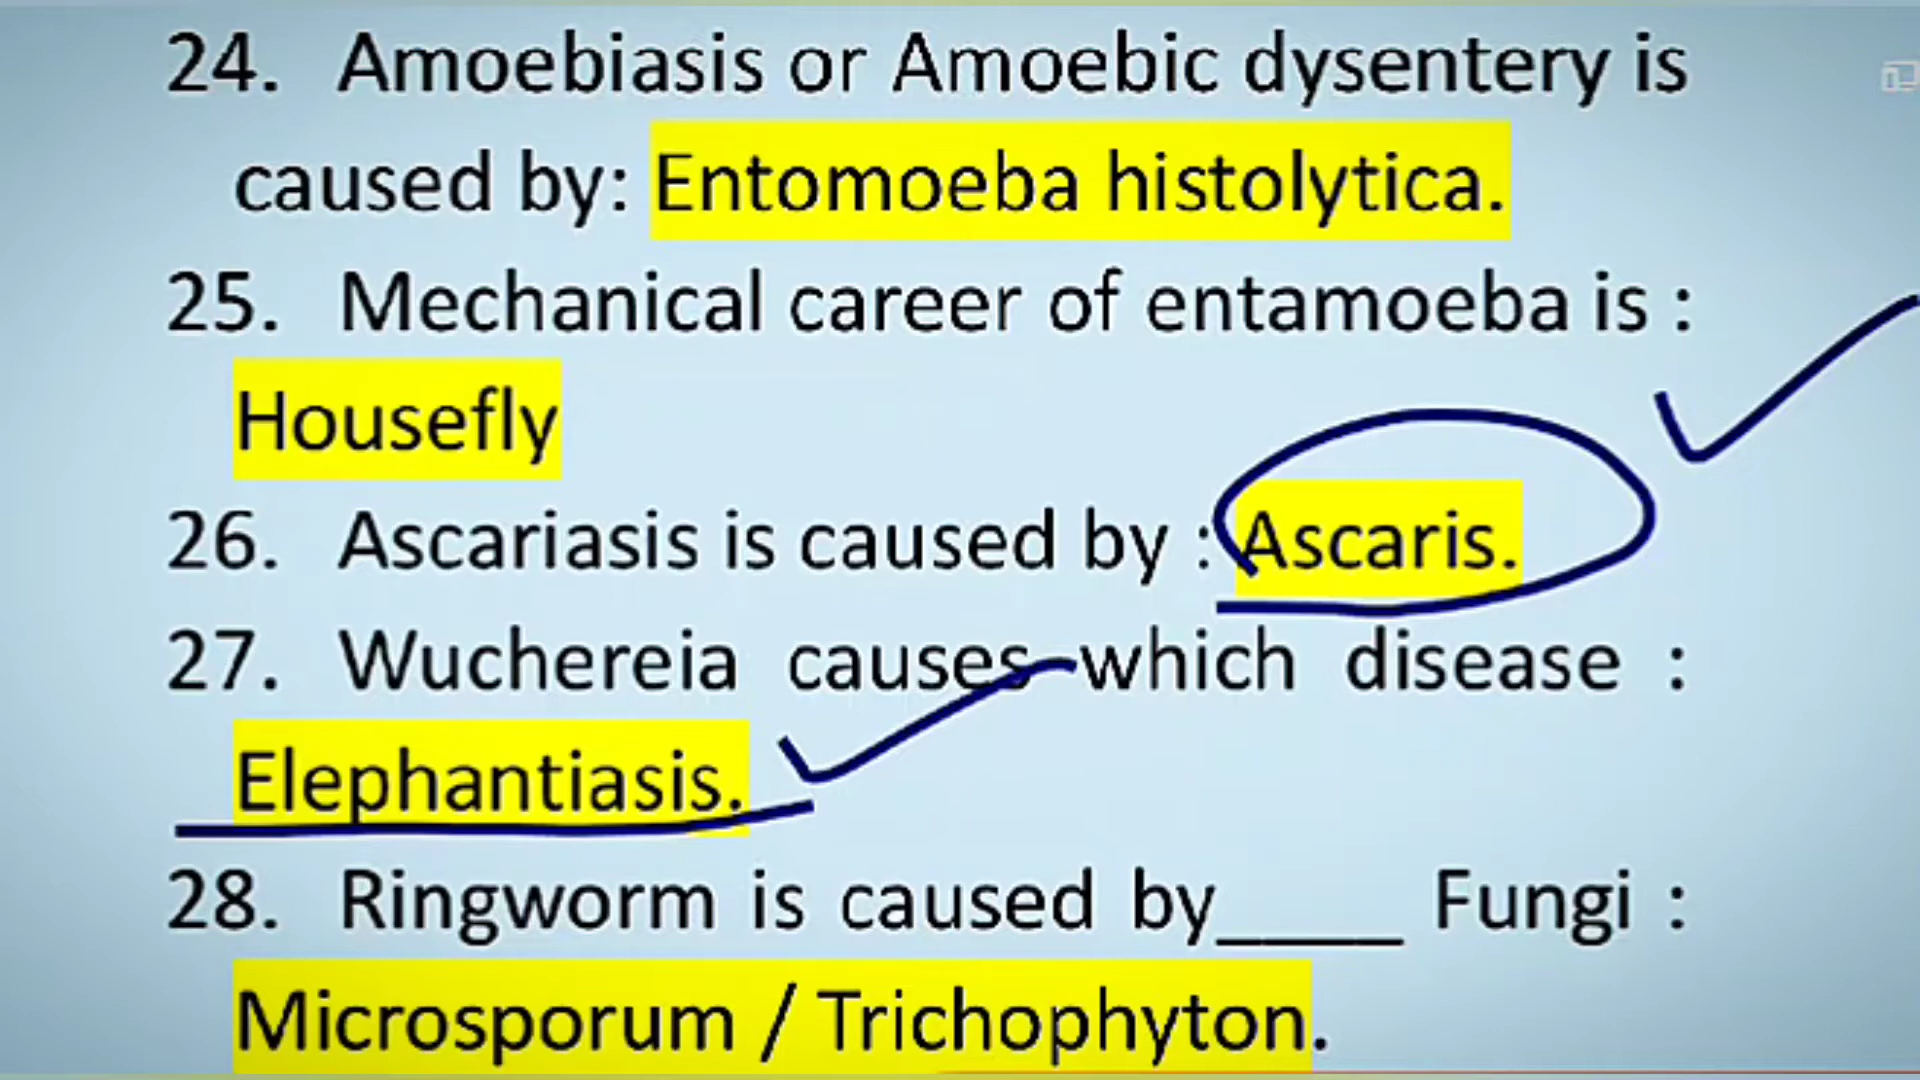 24. Amoebiasis or Amoebic dysentery is
caused by: Entomoeba histolytica.
25. Mechanical career of entamoeba is :
Housefly
26. Ascariasis is caused by : Ascaris.
27. Wuchereia causes which disease :
Elephantiasis.
28. Ringworm is caused by____ Fungi :
Microsporum / Trichophyton.